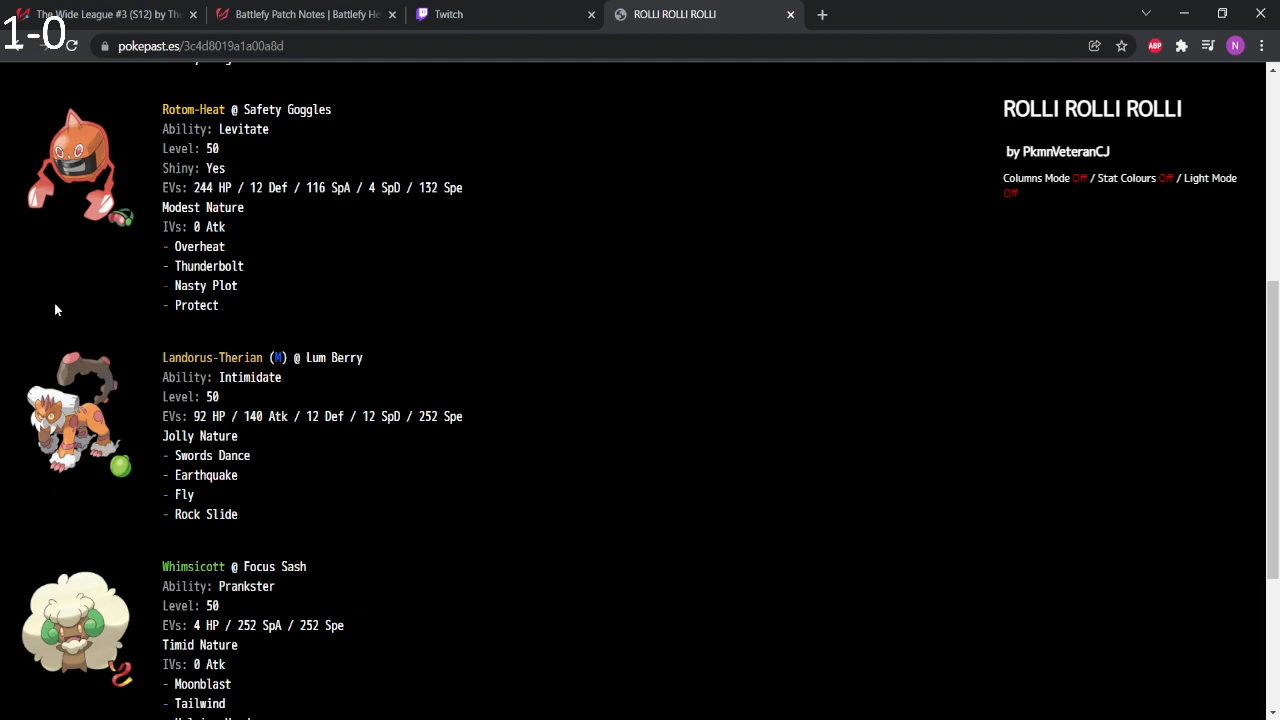 1-0
The Wide League #3 (S12) by The
Battlefy Patch Notes | Battlefy He
Twitch
ROLLI ROLLI ROLLI
pokepast.es/3c4d8019a1a00a8d
ABP
N
Rotom-Heat @ Safety Goggles
Ability: Levitate
Level: 50
Shiny: Yes
EVs: 244 HP / 12 Def / 116 SpA / 4 SpD / 132 Spe
Modest Nature
IVs: 0 Atk
- Overheat
- Thunderbolt
- Nasty Plot
- Protect
Landorus-Therian (M) @ Lum Berry
Ability: Intimidate
Level: 50
EVs: 92 HP / 140 Atk / 12 Def / 12 SpD / 252 Spe
Jolly Nature
- Swords Dance
- Earthquake
- Fly
- Rock Slide
Whimsicott @ Focus Sash
Ability: Prankster
Level: 50
EVs: 4 HP / 252 SpA / 252 Spe
Timid Nature
IVs: 0 Atk
- Moonblast
- Tailwind
ROLLI ROLLI ROLLI
by PkmnVeteranCJ
Columns Mode Off / Stat Colours Off / Light Mode
Off